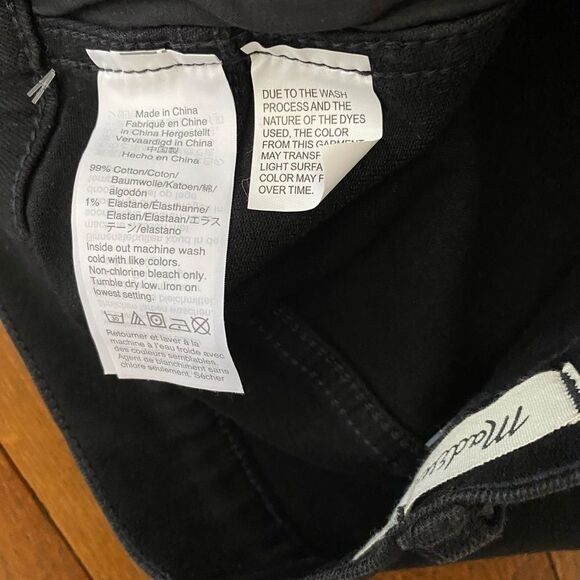 Made in China
Fabriqué en Chine
in China Hergestellt
Vervaardigd in China
中国製
Hecho en China
99% Cotton/Coton/
Baumwolle/Katoen/綿/
algodón
1% Elastane/Élasthanne/
Elastan/Elastaan/エラス
テーン/elastano
Inside out machine wash
cold with like colors.
Non-chlorine bleach only.
Tumble dry low. Iron on
lowest setting.
Retourner et laver à la
machine à l'eau froide avec
des couleurs semblables.
Agent de blanchiment sans
chlore seulement. Sécher
DUE TO THE WASH
PROCESS AND THE
NATURE OF THE DYES
USED, THE COLOR
FROM THIS GARMENT
MAY TRANSF
LIGHT SURFA
COLOR MAY F
OVER TIME.
Madew